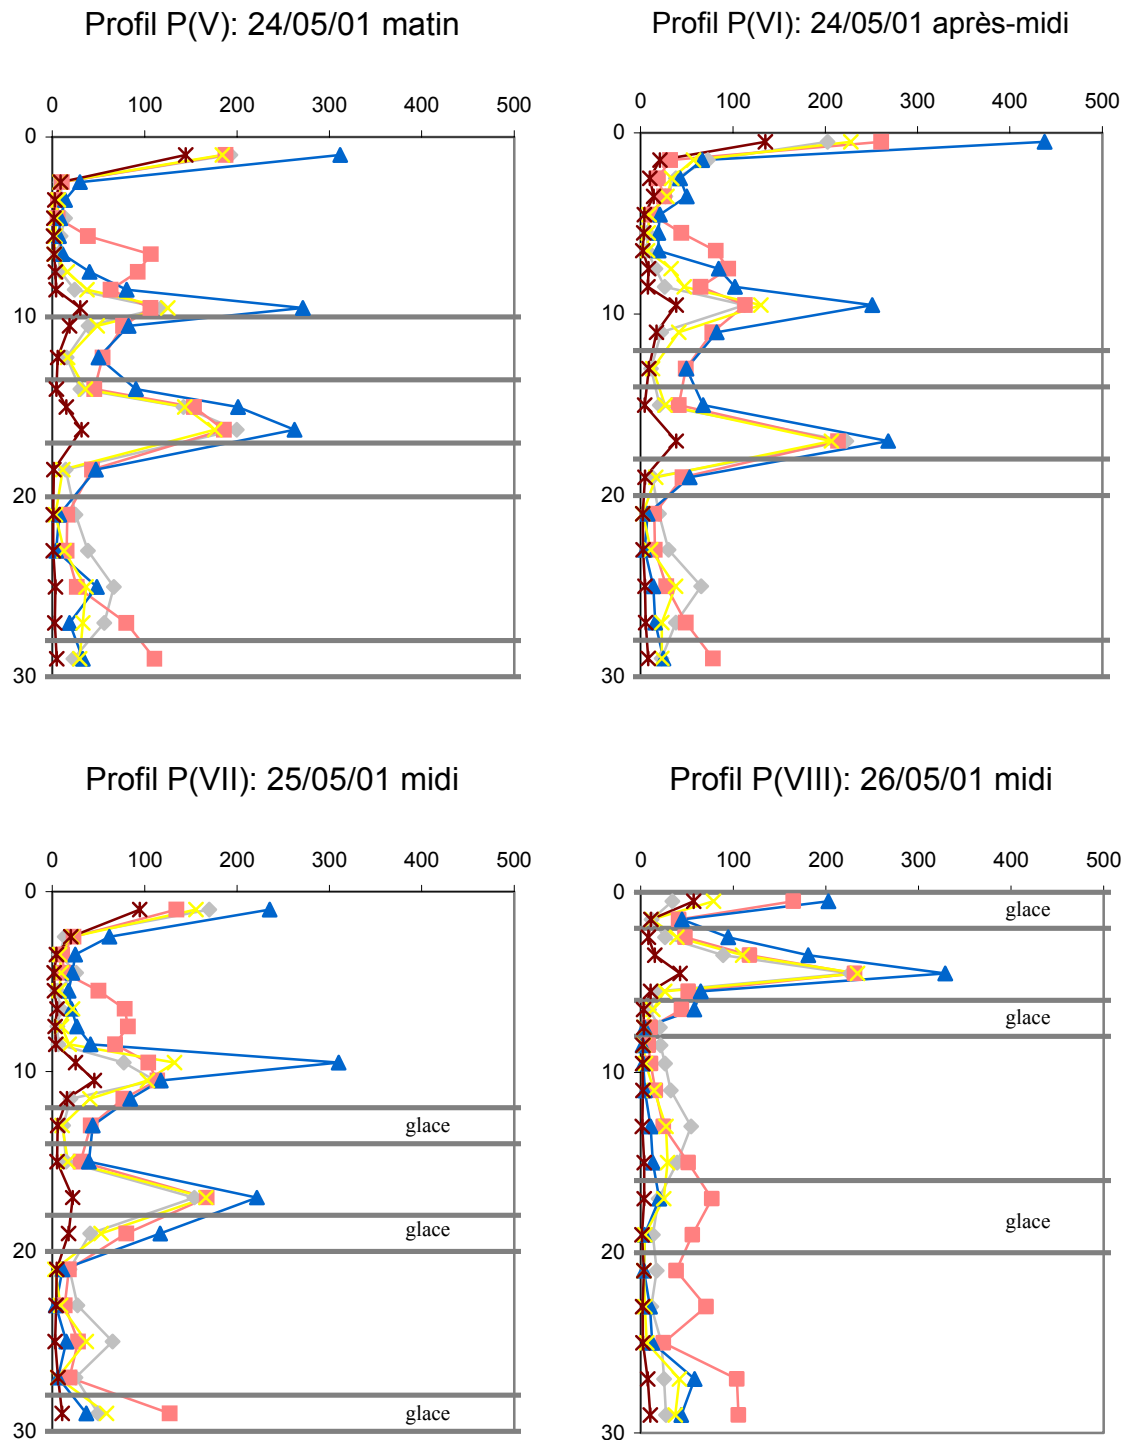 Profil P(V): 24/05/01 matin
0 100 200 300 400 500
0
10
20
30
Profil P(VI): 24/05/01 après-midi
0 100 200 300 400 500
0
10
20
30
Profil P(VII): 25/05/01 midi
0 100 200 300 400 500
0
10
20
30
glace
glace
glace
Profil P(VIII): 26/05/01 midi
0 100 200 300 400 500
0
10
20
30
glace
glace
glace